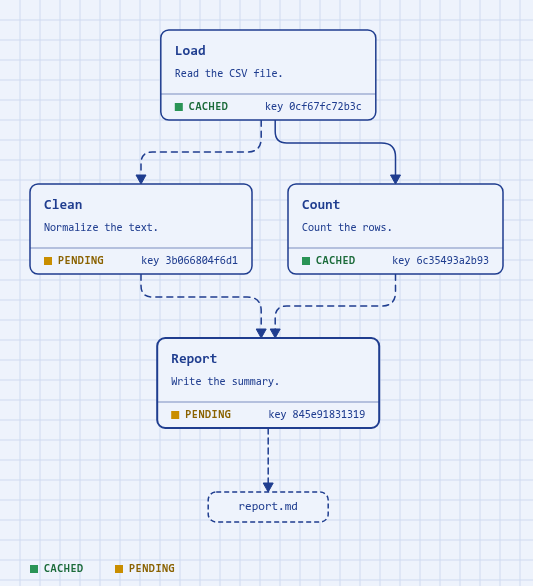 Load
Read the CSV file.
CACHED key 0cf67fc72b3c
Clean
Normalize the text.
PENDING key 3b066804f6d1
Count
Count the rows.
CACHED key 6c35493a2b93
Report
Write the summary.
PENDING key 845e91831319
report.md
CACHED PENDING